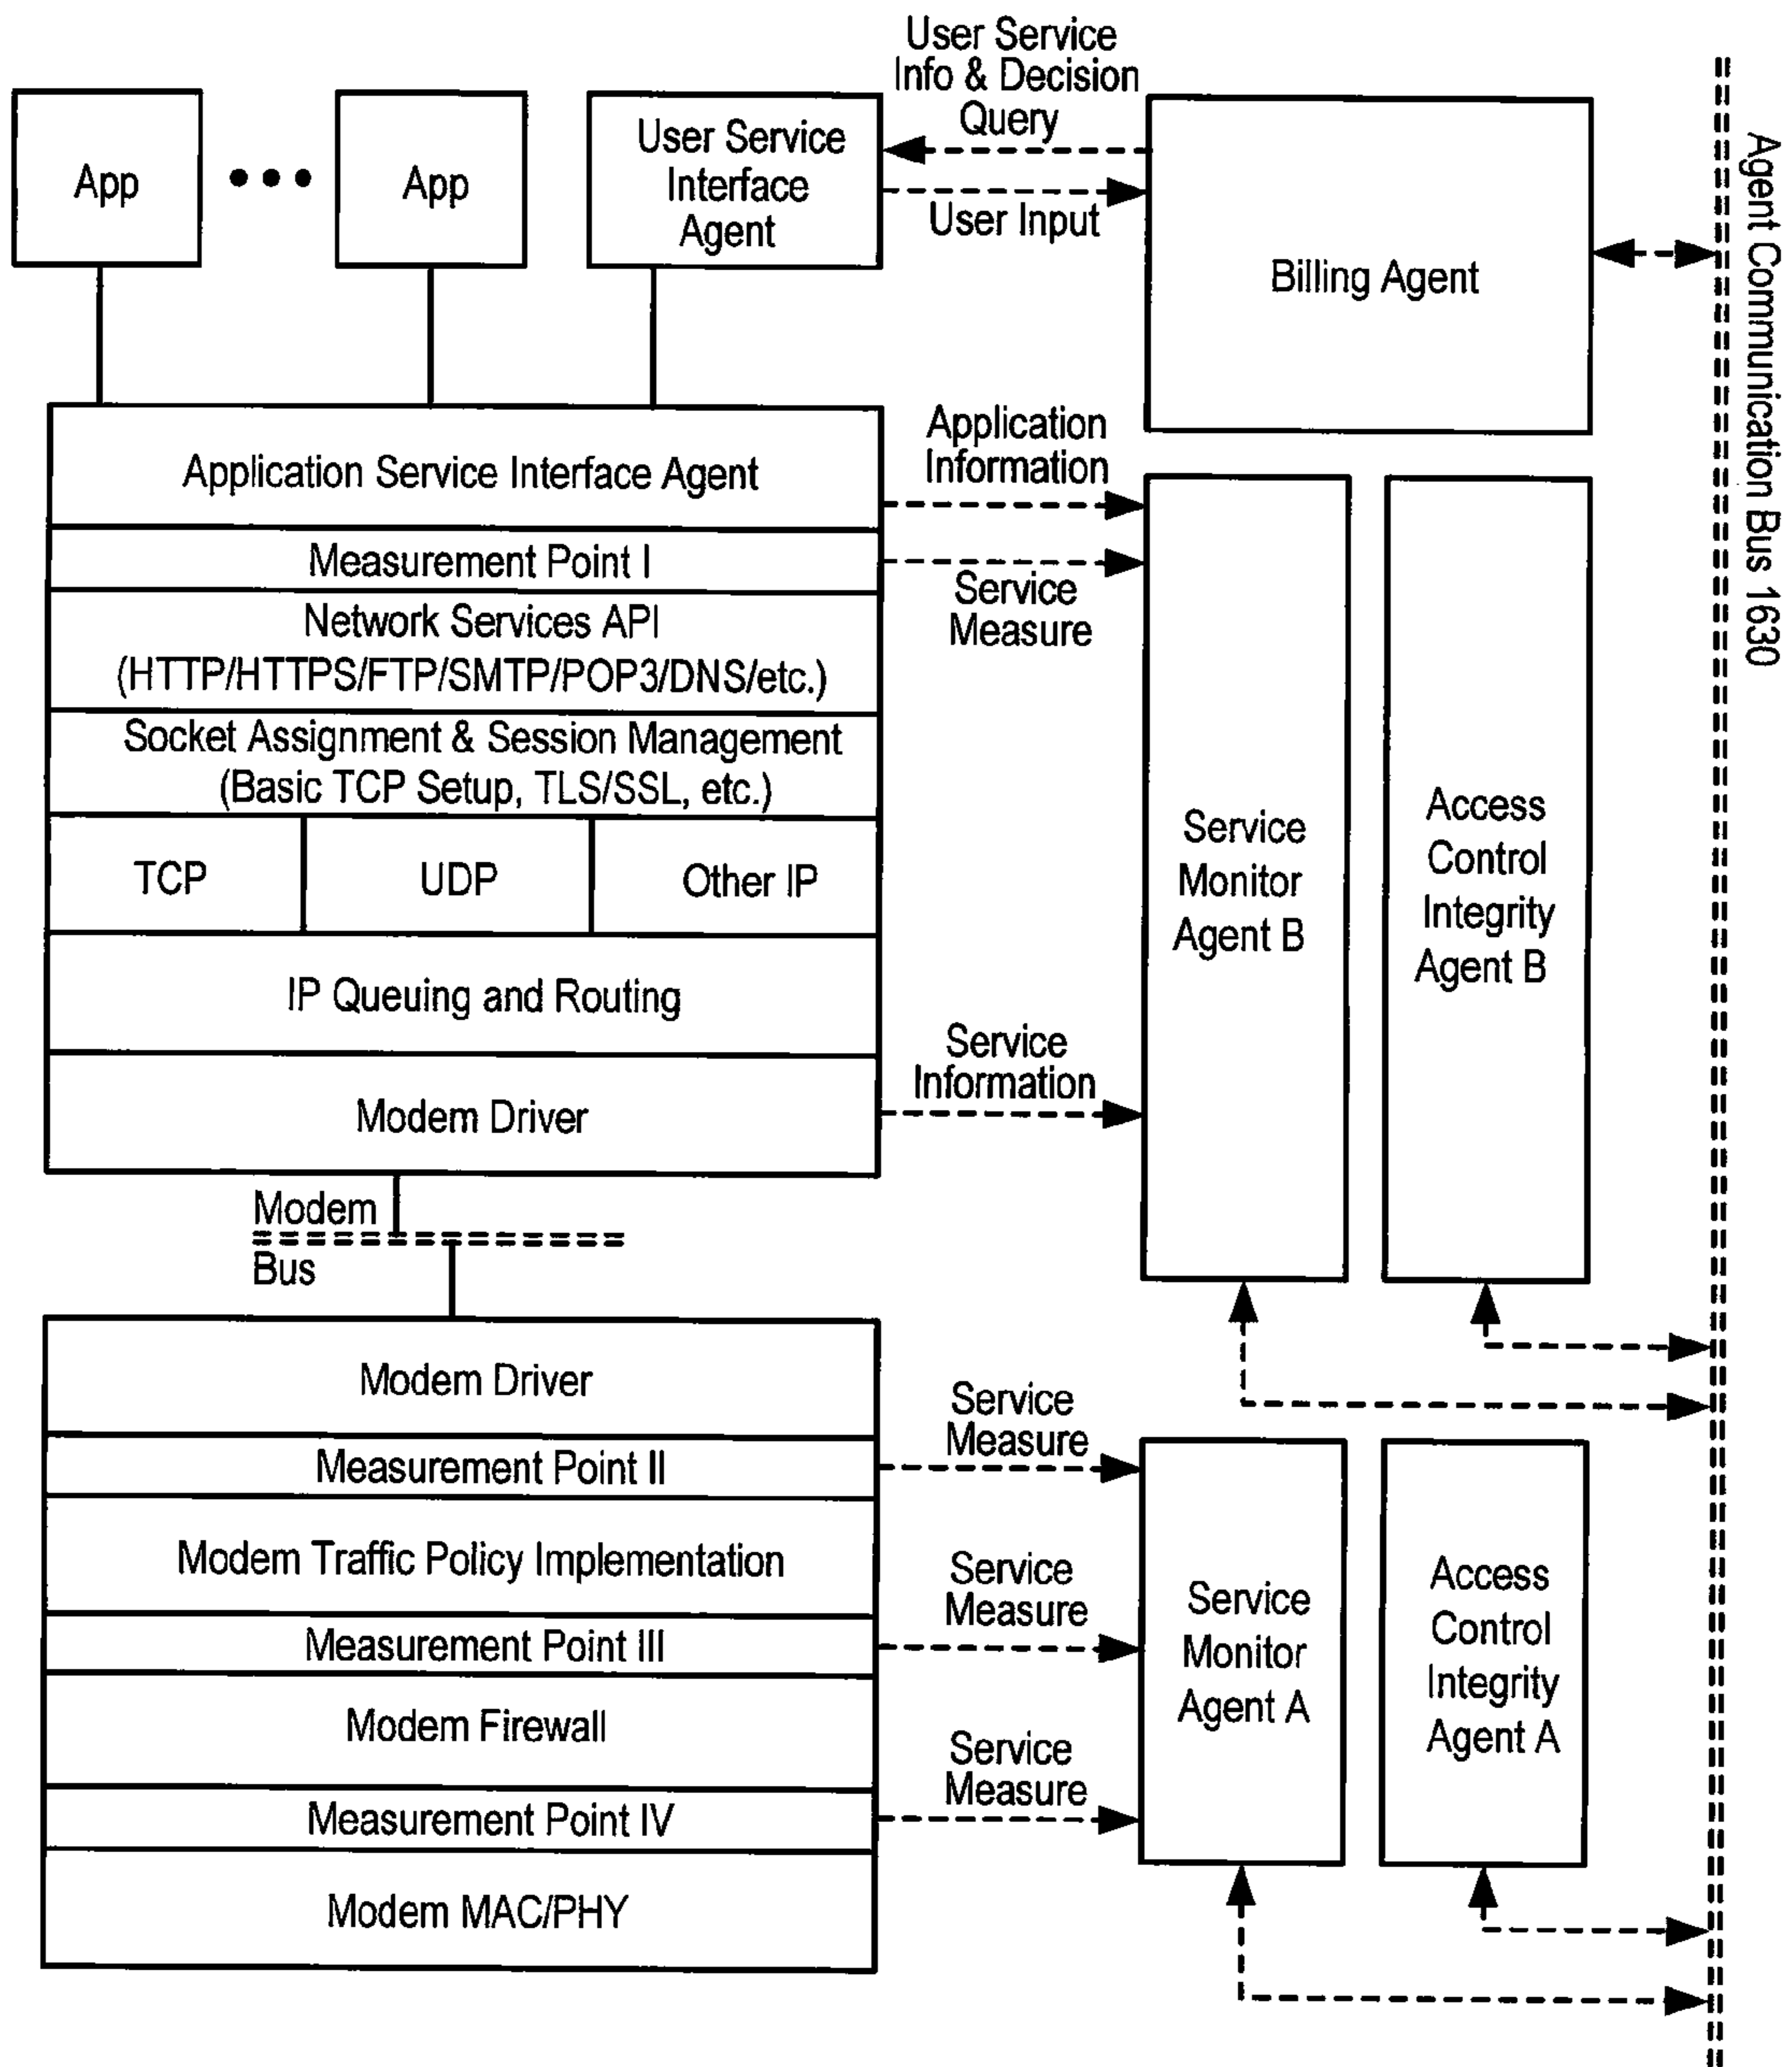 User Service
Info & Decision
Query
App
App
User Service
Interface
Agent
User Input
Billing Agent
Agent Communication Bus 1630
Application Service Interface Agent
Application
Information
Measurement Point I
Service
Measure
Network Services API
(HTTP/HTTPS/FTP/SMTP/POP3/DNS/etc.)
Socket Assignment & Session Management
(Basic TCP Setup, TLS/SSL, etc.)
TCP
UDP
Other IP
IP Queuing and Routing
Service
Information
Modem Driver
Service
Monitor
Agent B
Access
Control
Integrity
Agent B
Modem
Bus
Modem Driver
Service
Measure
Measurement Point II
Modem Traffic Policy Implementation
Service
Measure
Measurement Point III
Modem Firewall
Service
Measure
Measurement Point IV
Modem MAC/PHY
Service
Monitor
Agent A
Access
Control
Integrity
Agent A